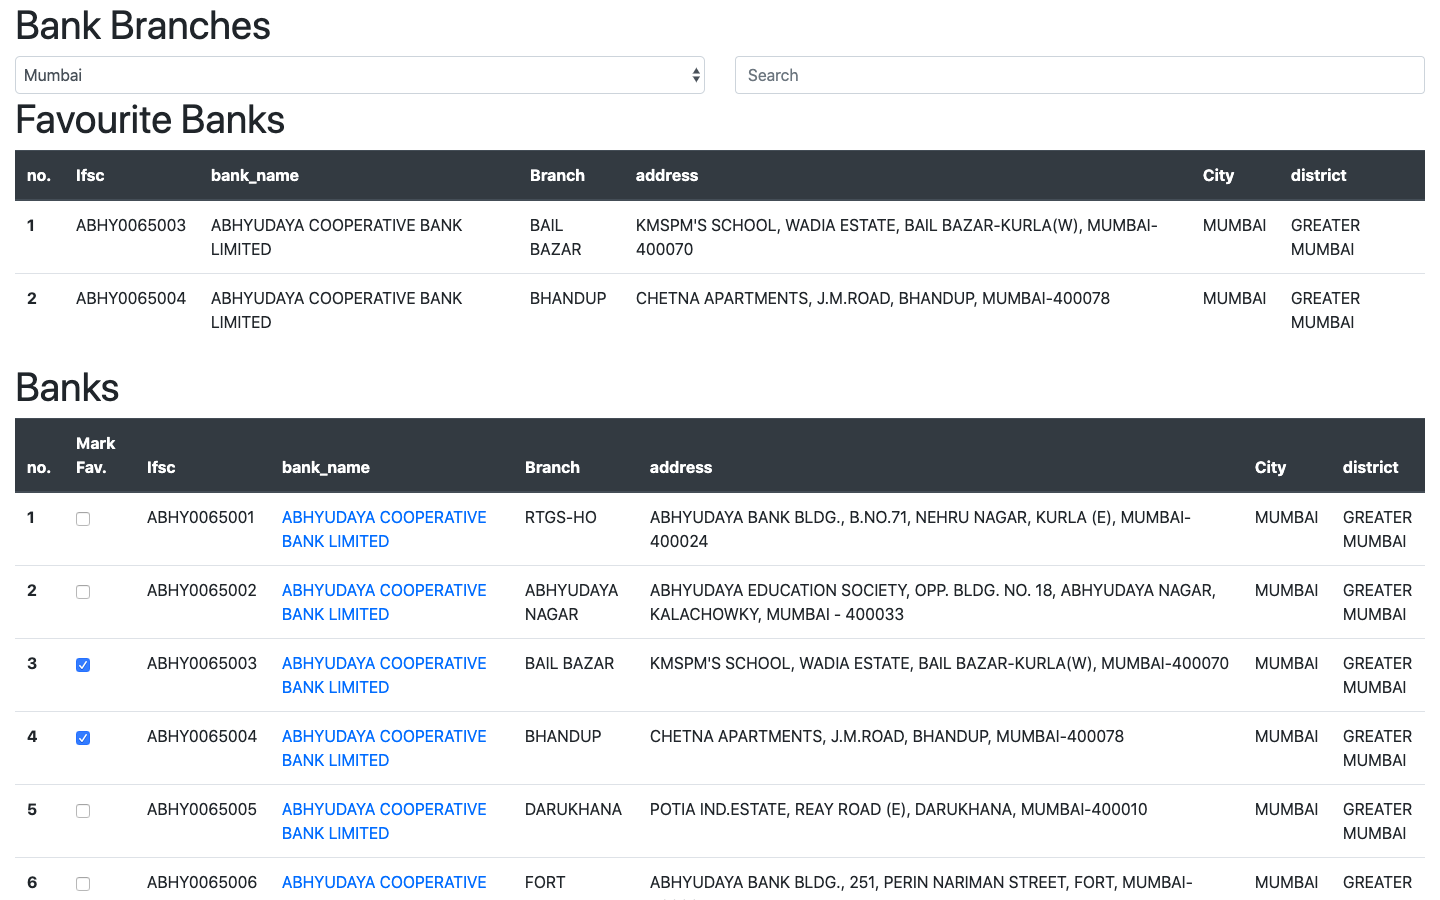 Bank Branches
Mumbai Search
Favourite Banks
no. Ifsc bank_name Branch address City district
1 ABHY0065003 ABHYUDAYA COOPERATIVE BANK BAIL KMSPM'S SCHOOL, WADIA ESTATE, BAIL BAZAR-KURLA(W), MUMBAI- MUMBAI GREATER
LIMITED BAZAR 400070 MUMBAI
2 ABHY0065004 ABHYUDAYA COOPERATIVE BANK BHANDUP CHETNA APARTMENTS, J.M.ROAD, BHANDUP, MUMBAI-400078 MUMBAI GREATER
LIMITED MUMBAI
Banks
Mark
no. Fav. Ifsc bank_name Branch address City district
1 ABHY0065001 ABHYUDAYA COOPERATIVE RTGS-HO ABHYUDAYA BANK BLDG., B.NO.71, NEHRU NAGAR, KURLA (E), MUMBAI- MUMBAI GREATER
BANK LIMITED 400024 MUMBAI
2 ABHY0065002 ABHYUDAYA COOPERATIVE ABHYUDAYA ABHYUDAYA EDUCATION SOCIETY, OPP. BLDG. NO. 18, ABHYUDAYA NAGAR, MUMBAI GREATER
BANK LIMITED NAGAR KALACHOWKY, MUMBAI - 400033 MUMBAI
3 ABHY0065003 ABHYUDAYA COOPERATIVE BAIL BAZAR KMSPM'S SCHOOL, WADIA ESTATE, BAIL BAZAR-KURLA(W), MUMBAI-400070 MUMBAI GREATER
BANK LIMITED MUMBAI
4 ABHY0065004 ABHYUDAYA COOPERATIVE BHANDUP CHETNA APARTMENTS, J.M.ROAD, BHANDUP, MUMBAI-400078 MUMBAI GREATER
BANK LIMITED MUMBAI
5 ABHY0065005 ABHYUDAYA COOPERATIVE DARUKHANA POTIA IND.ESTATE, REAY ROAD (E), DARUKHANA, MUMBAI-400010 MUMBAI GREATER
BANK LIMITED MUMBAI
6 ABHY0065006 ABHYUDAYA COOPERATIVE FORT ABHYUDAYA BANK BLDG., 251, PERIN NARIMAN STREET, FORT, MUMBAI- MUMBAI GREATER